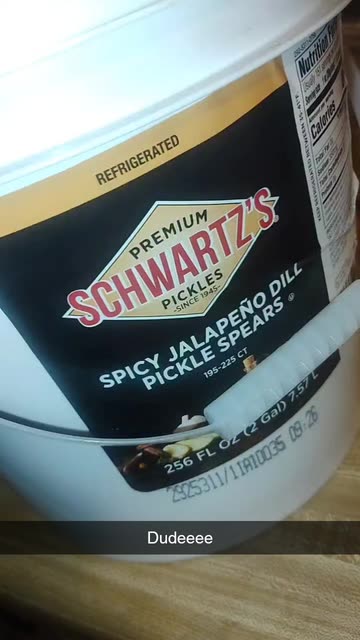 REFRIGERATED
PREMIUM
SCHWARTZ'S
PICKLES
-SINCE 1945-
SPICY JALAPEÑO DILL
PICKLE SPEARS
195-225 CT
256 FL OZ (2 Gal) 7.57 L
Nutrition
Calories
Dudeeee